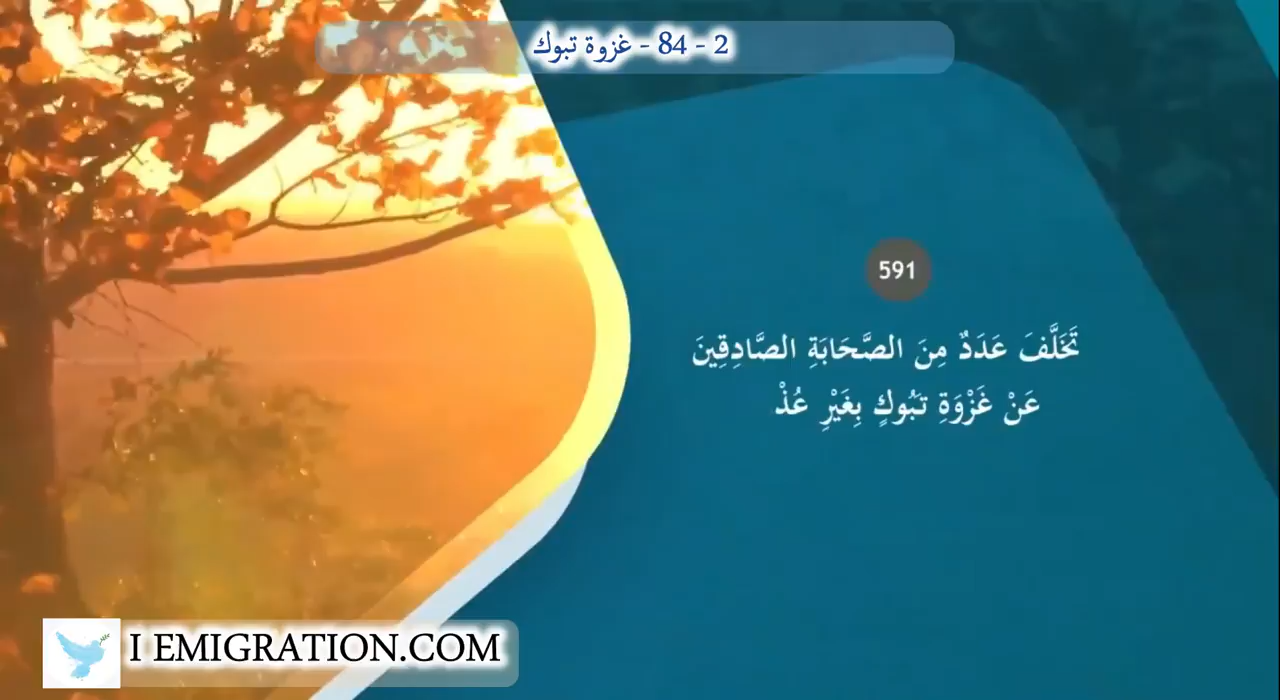 2 - 84 - غزوة تبوك
591
تَخَلَّفَ عَدَدٌ مِنَ الصَّحَابَةِ الصَّادِقِينَ
عَنْ غَزْوَةِ تَبُوكٍ بِغَيْرِ عُذْ
I EMIGRATION.COM